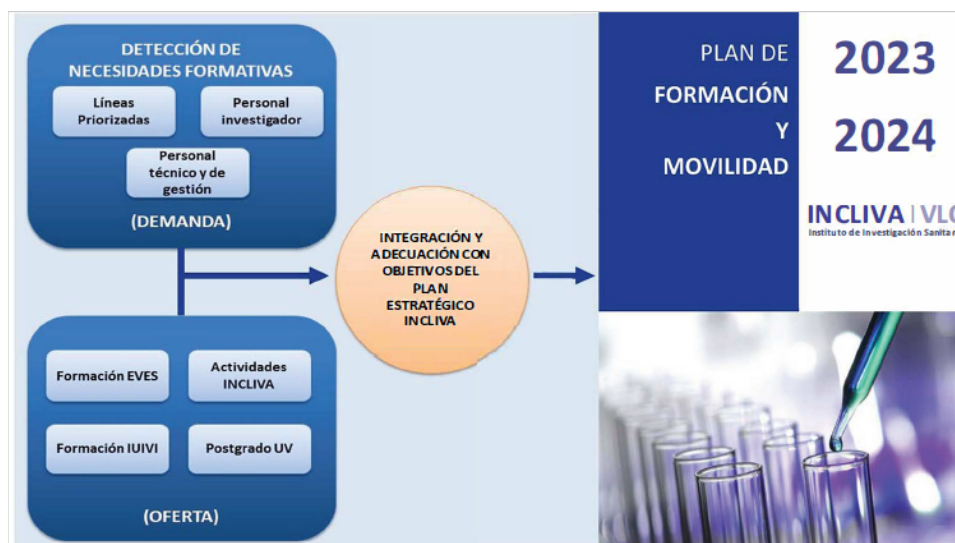 DETECCIÓN DE
NECESIDADES FORMATIVAS
Líneas
Priorizadas
Personal
investigador
Personal
técnico y de
gestión
(DEMANDA)
INTEGRACIÓN Y
ADECUACIÓN CON
OBJETIVOS DEL
PLAN
ESTRATÉGICO
INCLIVA
Formación EVES
Actividades
INCLIVA
Formación IUIVI
Postgrado UV
(OFERTA)
PLAN DE
FORMACIÓN
Y
MOVILIDAD
2023
2024
INCLIVA | VLC
Instituto de Investigación Sanitar